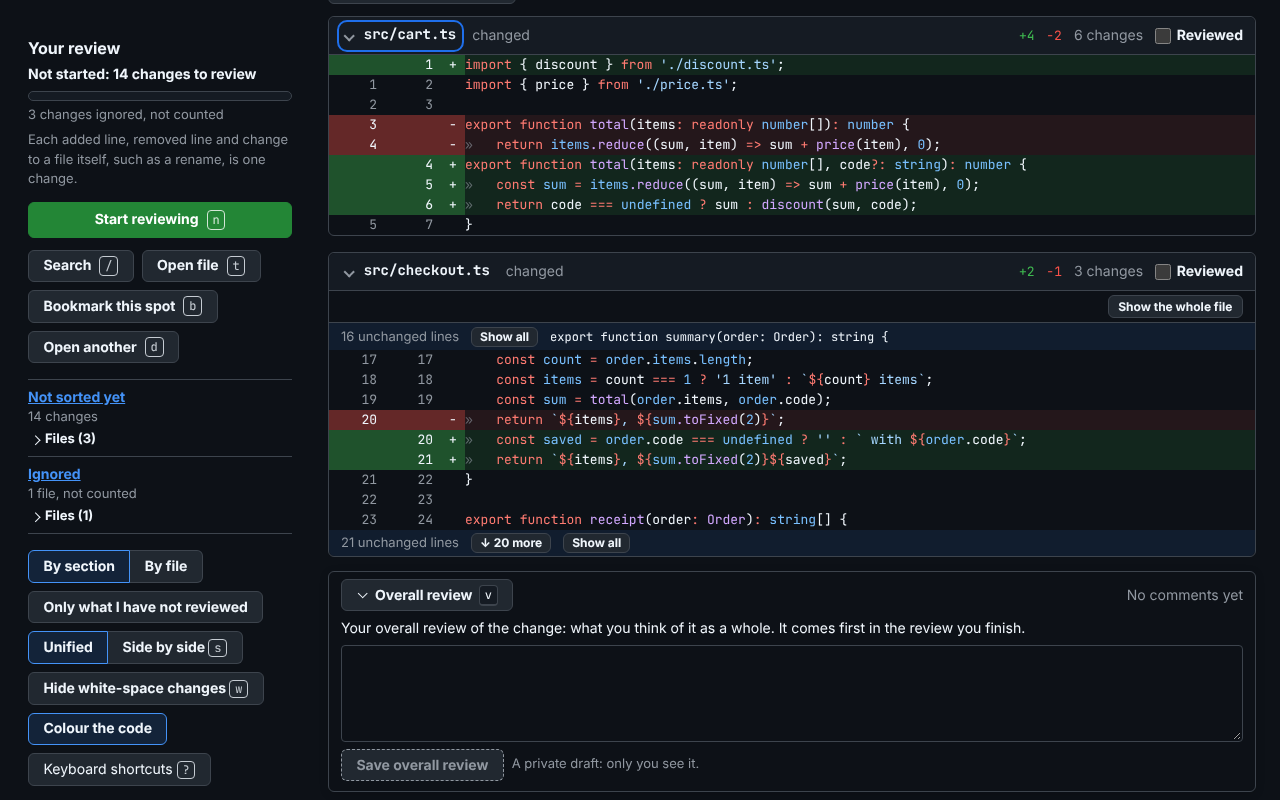 Your review
Not started: 14 changes to review
3 changes ignored, not counted
Each added line, removed line and change
to a file itself, such as a rename, is one
change.
Start reviewing n
Search / Open file t
Bookmark this spot b
Open another d
Not sorted yet
14 changes
Files (3)
Ignored
1 file, not counted
Files (1)
By section By file
Only what I have not reviewed
Unified Side by side s
Hide white-space changes w
Colour the code
Keyboard shortcuts ?
src/cart.ts changed +4 -2 6 changes Reviewed
1 + import { discount } from './discount.ts';
1 2 import { price } from './price.ts';
2 3
3 - export function total(items: readonly number[]): number {
4 - » return items.reduce((sum, item) => sum + price(item), 0);
4 + export function total(items: readonly number[], code?: string): number {
5 + » const sum = items.reduce((sum, item) => sum + price(item), 0);
6 + » return code === undefined ? sum : discount(sum, code);
5 7 }
src/checkout.ts changed +2 -1 3 changes Reviewed
Show the whole file
16 unchanged lines Show all export function summary(order: Order): string {
17 17 const count = order.items.length;
18 18 const items = count === 1 ? '1 item' : `${count} items`;
19 19 const sum = total(order.items, order.code);
20 - » return `${items}, ${sum.toFixed(2)}`;
20 + » const saved = order.code === undefined ? '' : ` with ${order.code}`;
21 + » return `${items}, ${sum.toFixed(2)}${saved}`;
21 22 }
22 23
23 24 export function receipt(order: Order): string[] {
21 unchanged lines ↓ 20 more Show all
Overall review v No comments yet
Your overall review of the change: what you think of it as a whole. It comes first in the review you finish.
Save overall review A private draft: only you see it.